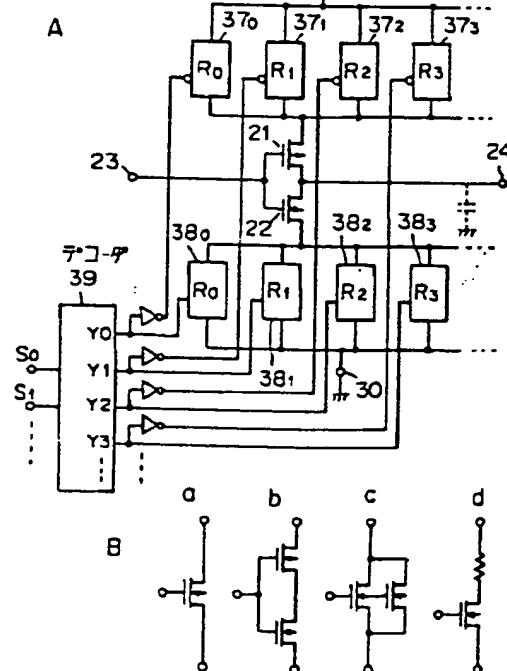 A
37₀ 37₁ 37₂ 37₃
R₀ R₁ R₂ R₃
21
23 24
22
デコーダ
39
38₀ 38₂ 38₃
R₀ R₁ R₂ R₃
38₁ 30
Y0
S₀
Y1
S₁
Y2
Y3
a b c d
B